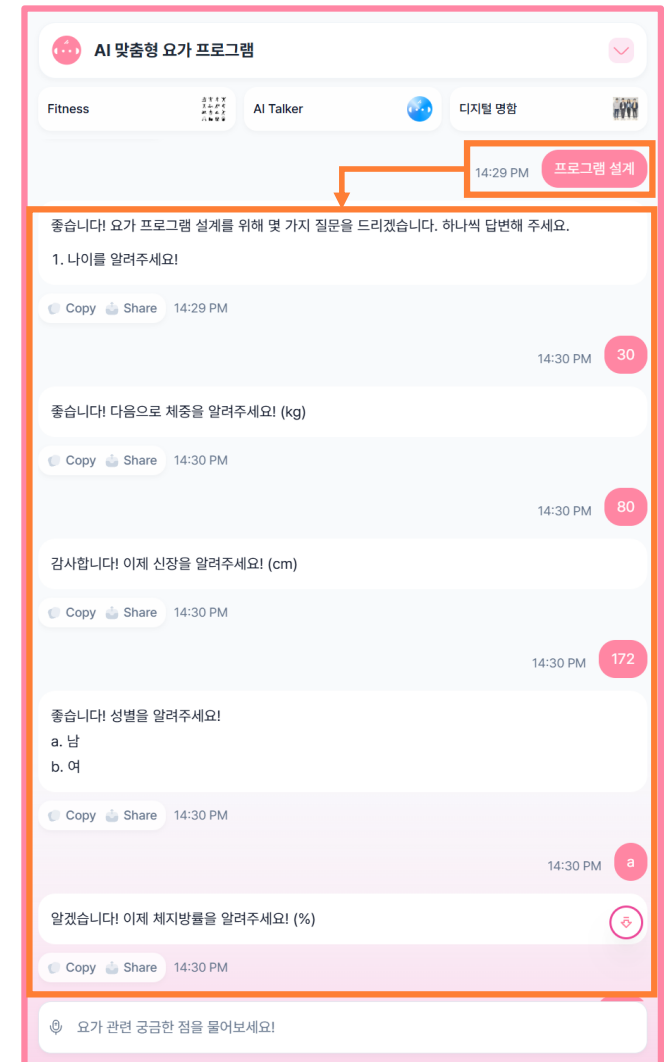 AI 맞춤형 요가 프로그램
Fitness
AI Talker
디지털 명함
14:29 PM 프로그램 설계
좋습니다! 요가 프로그램 설계를 위해 몇 가지 질문을 드리겠습니다. 하나씩 답변해 주세요.
1. 나이를 알려주세요!
Copy Share 14:29 PM
14:30 PM 30
좋습니다! 다음으로 체중을 알려주세요! (kg)
Copy Share 14:30 PM
14:30 PM 80
감사합니다! 이제 신장을 알려주세요! (cm)
Copy Share 14:30 PM
14:30 PM 172
좋습니다! 성별을 알려주세요!
a. 남
b. 여
Copy Share 14:30 PM
14:30 PM a
알겠습니다! 이제 체지방률을 알려주세요! (%)
Copy Share 14:30 PM
요가 관련 궁금한 점을 물어보세요!